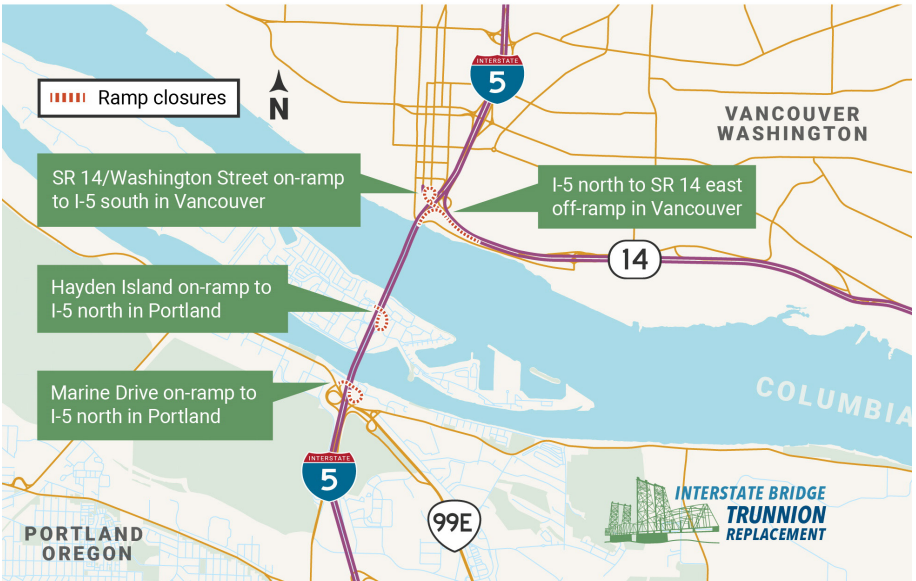 INTERSTATE
5
Ramp closures
N
VANCOUVER
WASHINGTON
SR 14/Washington Street on-ramp
to I-5 south in Vancouver
I-5 north to SR 14 east
off-ramp in Vancouver
14
Hayden Island on-ramp to
I-5 north in Portland
Marine Drive on-ramp to
I-5 north in Portland
COLUMBIA
INTERSTATE
5
99E
INTERSTATE BRIDGE
TRUNNION
REPLACEMENT
PORTLAND
OREGON